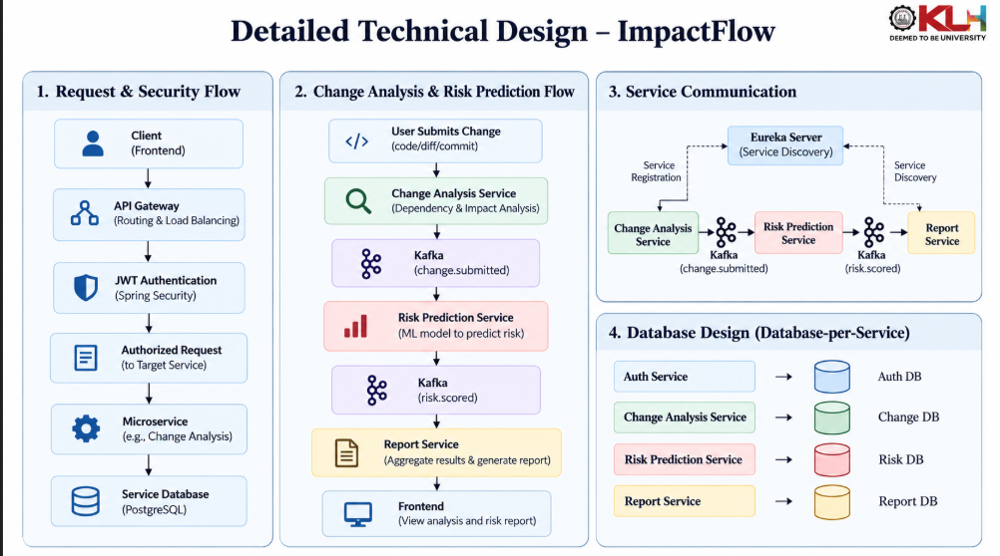 Detailed Technical Design – ImpactFlow
KLH
DEEMED TO BE UNIVERSITY
1. Request & Security Flow
Client
(Frontend)
API Gateway
(Routing & Load Balancing)
JWT Authentication
(Spring Security)
Authorized Request
(to Target Service)
Microservice
(e.g., Change Analysis)
Service Database
(PostgreSQL)
2. Change Analysis & Risk Prediction Flow
</>
User Submits Change
(code/diff/commit)
Change Analysis Service
(Dependency & Impact Analysis)
Kafka
(change.submitted)
Risk Prediction Service
(ML model to predict risk)
Kafka
(risk.scored)
Report Service
(Aggregate results & generate report)
Frontend
(View analysis and risk report)
3. Service Communication
Eureka Server
(Service Discovery)
Service
Registration
Service
Discovery
Change Analysis
Service
Kafka
(change.submitted)
Risk Prediction
Service
Kafka
(risk.scored)
Report
Service
4. Database Design (Database-per-Service)
Auth Service
Auth DB
Change Analysis Service
Change DB
Risk Prediction Service
Risk DB
Report Service
Report DB